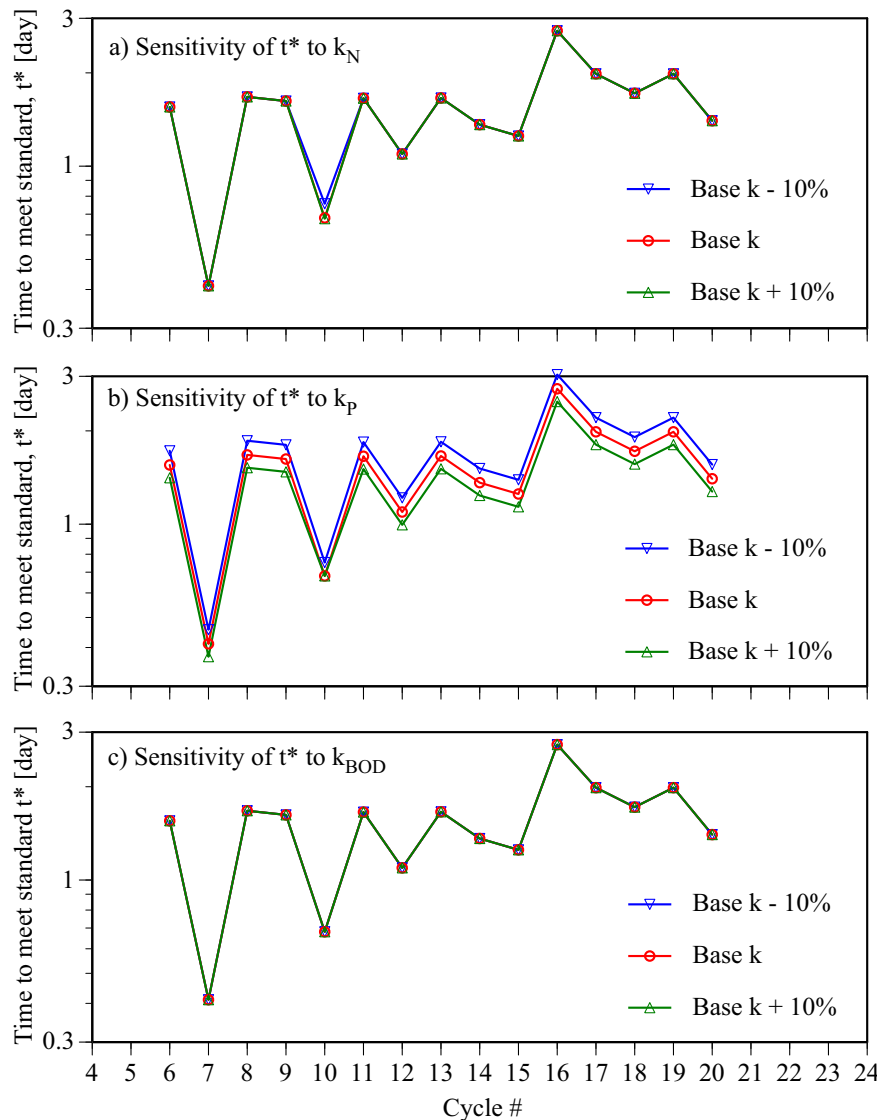 3
a) Sensitivity of t* to kN
1
Base k - 10%
Base k
Base k + 10%
0.3
Time to meet standard, t* [day]
3
b) Sensitivity of t* to kP
1
Base k - 10%
Base k
Base k + 10%
0.3
Time to meet standard, t* [day]
3
c) Sensitivity of t* to kBOD
1
Base k - 10%
Base k
Base k + 10%
0.3
Time to meet standard t* [day]
4 5 6 7 8 9 10 11 12 13 14 15 16 17 18 19 20 21 22 23 24
Cycle #